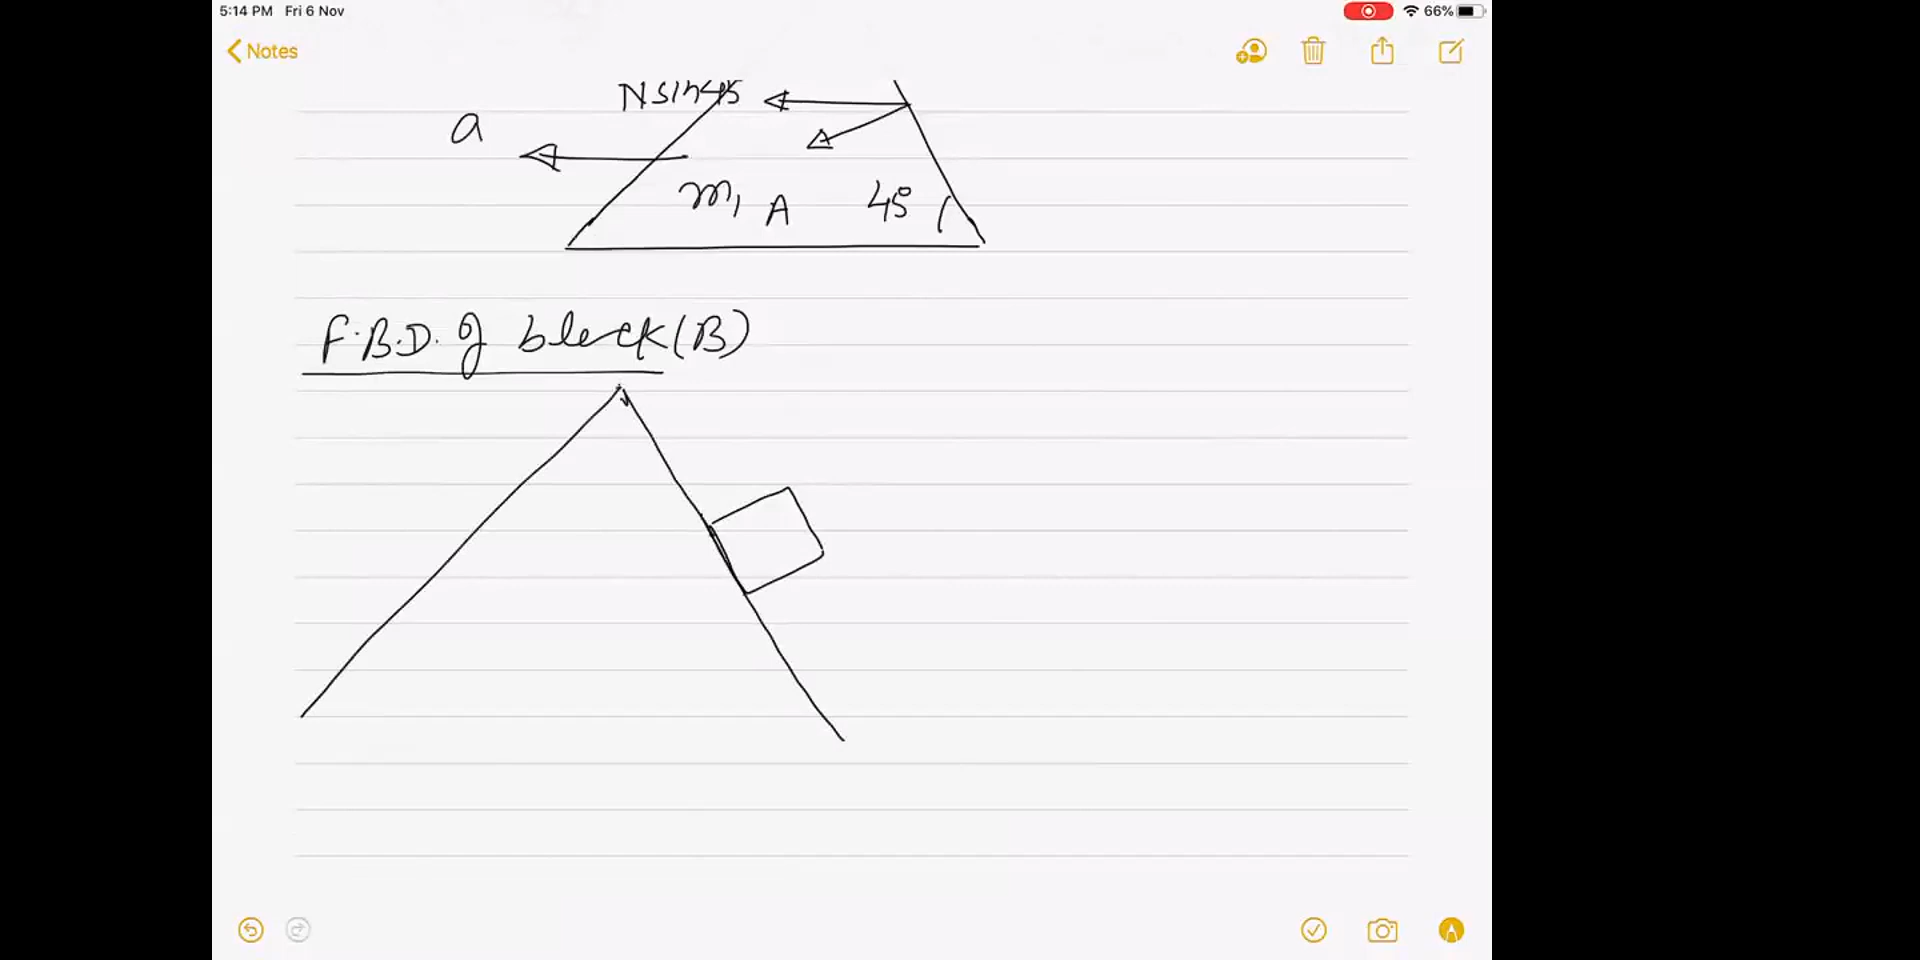 5:14 PM Fri 6 Nov 66%
Notes
N sin45
a
m1 A 45°
F.B.D. of block (B)